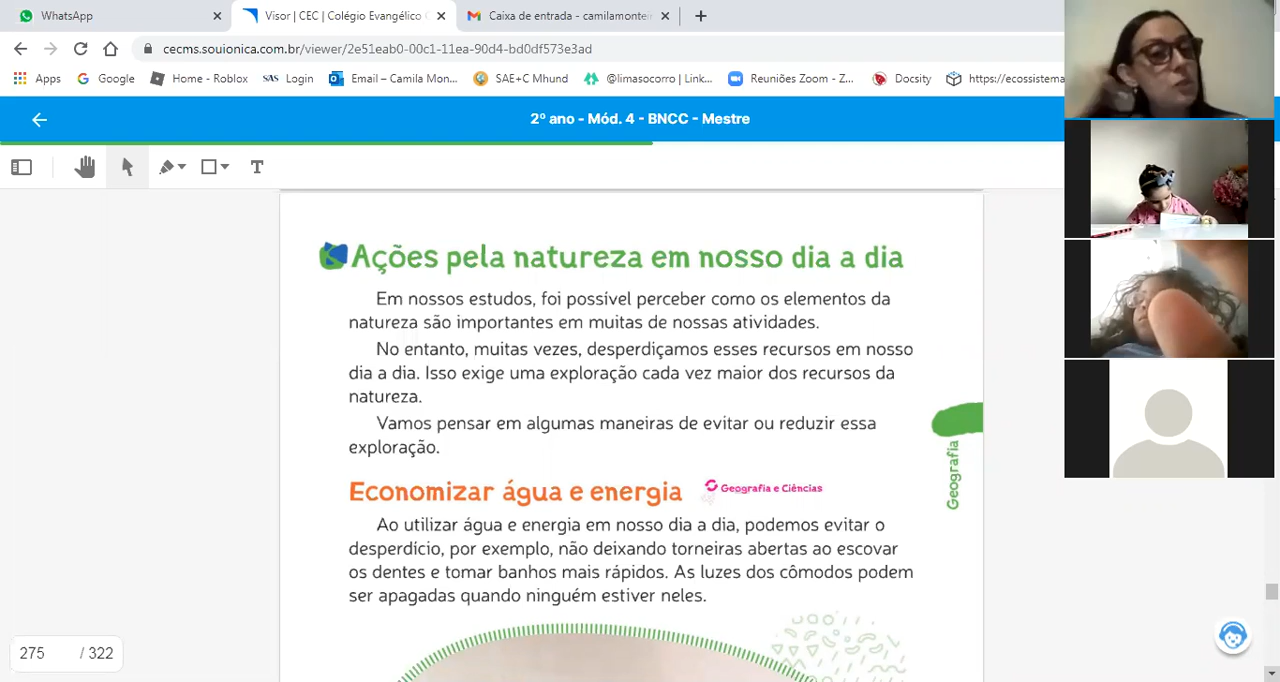 WhatsApp
Visor | CEC | Colégio Evangélico
Caixa de entrada - camilamonter
cecms.souionica.com.br/viewer/2e51eab0-00c1-11ea-90d4-bd0df573e3ad
Apps
Google
Home - Roblox
SAS
Login
Email – Camila Mon...
SAE+C Mhund
@limasocorro | Link...
Reuniões Zoom - Z...
Docsity
https://ecossistema
2º ano - Mód. 4 - BNCC - Mestre
T
Ações pela natureza em nosso dia a dia
Em nossos estudos, foi possível perceber como os elementos da
natureza são importantes em muitas de nossas atividades.
No entanto, muitas vezes, desperdiçamos esses recursos em nosso
dia a dia. Isso exige uma exploração cada vez maior dos recursos da
natureza.
Vamos pensar em algumas maneiras de evitar ou reduzir essa
exploração.
Geografia
Economizar água e energia
Geografia e Ciências
Ao utilizar água e energia em nosso dia a dia, podemos evitar o
desperdício, por exemplo, não deixando torneiras abertas ao escovar
os dentes e tomar banhos mais rápidos. As luzes dos cômodos podem
ser apagadas quando ninguém estiver neles.
275 / 322